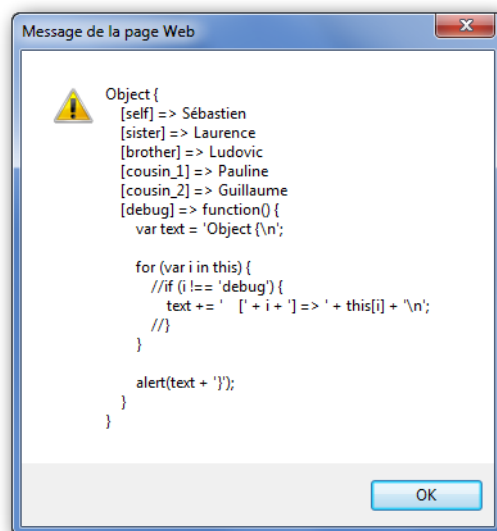 Message de la page Web
Object {
[self] => Sébastien
[sister] => Laurence
[brother] => Ludovic
[cousin_1] => Pauline
[cousin_2] => Guillaume
[debug] => function() {
var text = 'Object {\n';
for (var i in this) {
//if (i !== 'debug') {
text += '   [' + i + '] => ' + this[i] + '\n';
//}
}
alert(text + '}');
}
}
OK